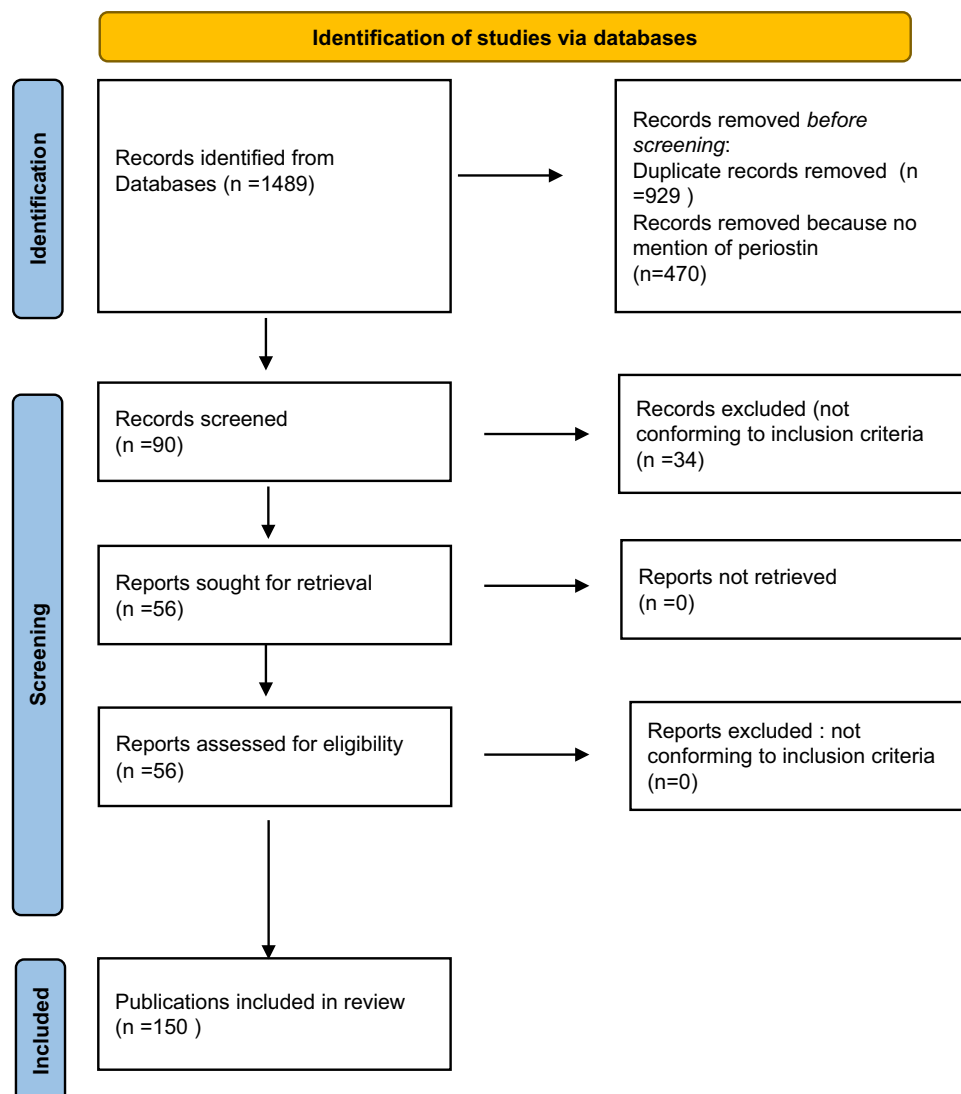 Identification of studies via databases
Identification
Records identified from
Databases (n =1489)
Records removed before
screening:
Duplicate records removed (n
=929 )
Records removed because no
mention of periostin
(n=470)
Screening
Records screened
(n =90)
Records excluded (not
conforming to inclusion criteria
(n =34)
Reports sought for retrieval
(n =56)
Reports not retrieved
(n =0)
Reports assessed for eligibility
(n =56)
Reports excluded : not
conforming to inclusion criteria
(n=0)
Included
Publications included in review
(n =150 )